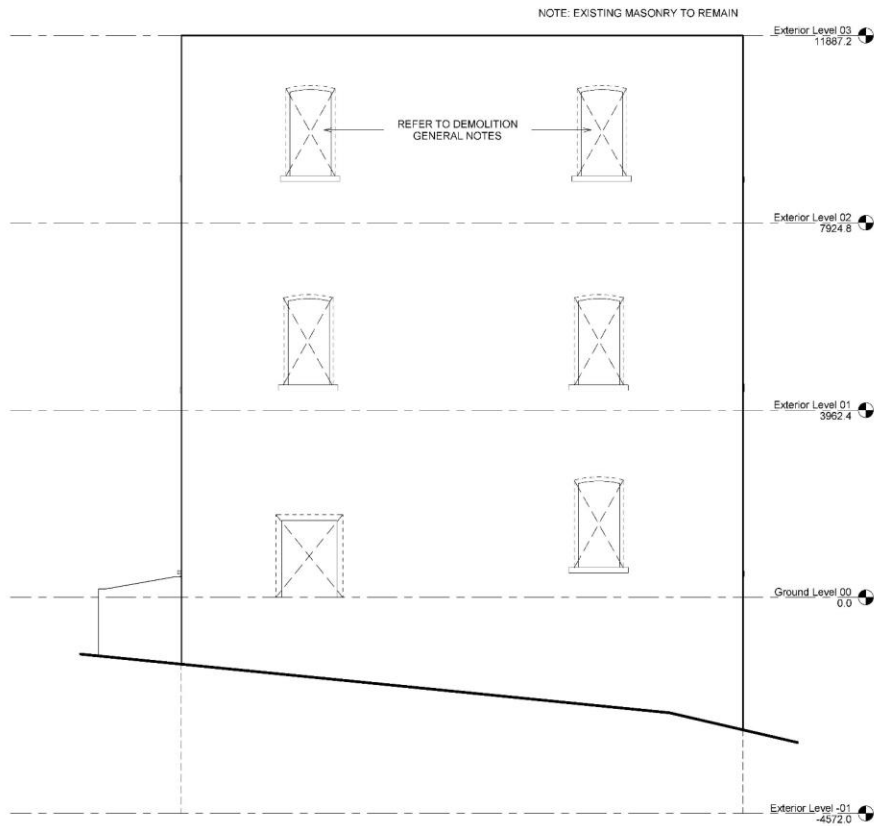 NOTE: EXISTING MASONRY TO REMAIN
Exterior Level 03
11887.2
REFER TO DEMOLITION
GENERAL NOTES
Exterior Level 02
7924.8
Exterior Level 01
3962.4
Ground Level 00
0.0
Exterior Level -01
-4572.0